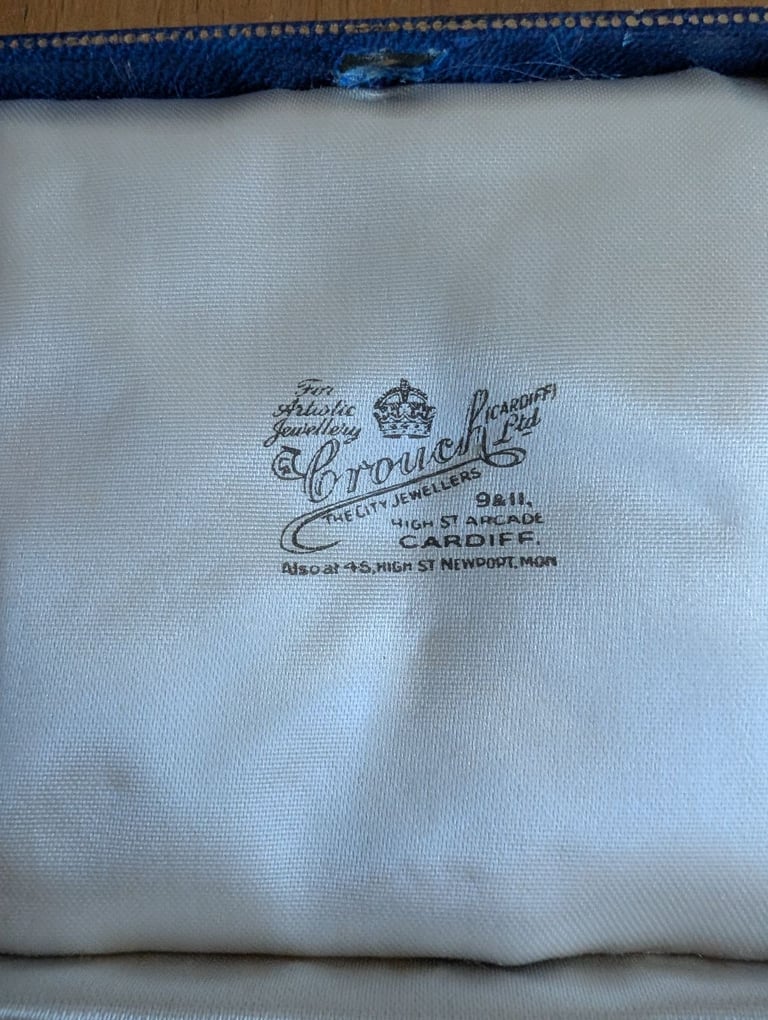 For
Artistic
Jewellery
Crouch (CARDIFF) Ltd
THE CITY JEWELLERS
9 & 11,
HIGH ST ARCADE
CARDIFF.
Also at 45, HIGH ST NEWPORT, MON